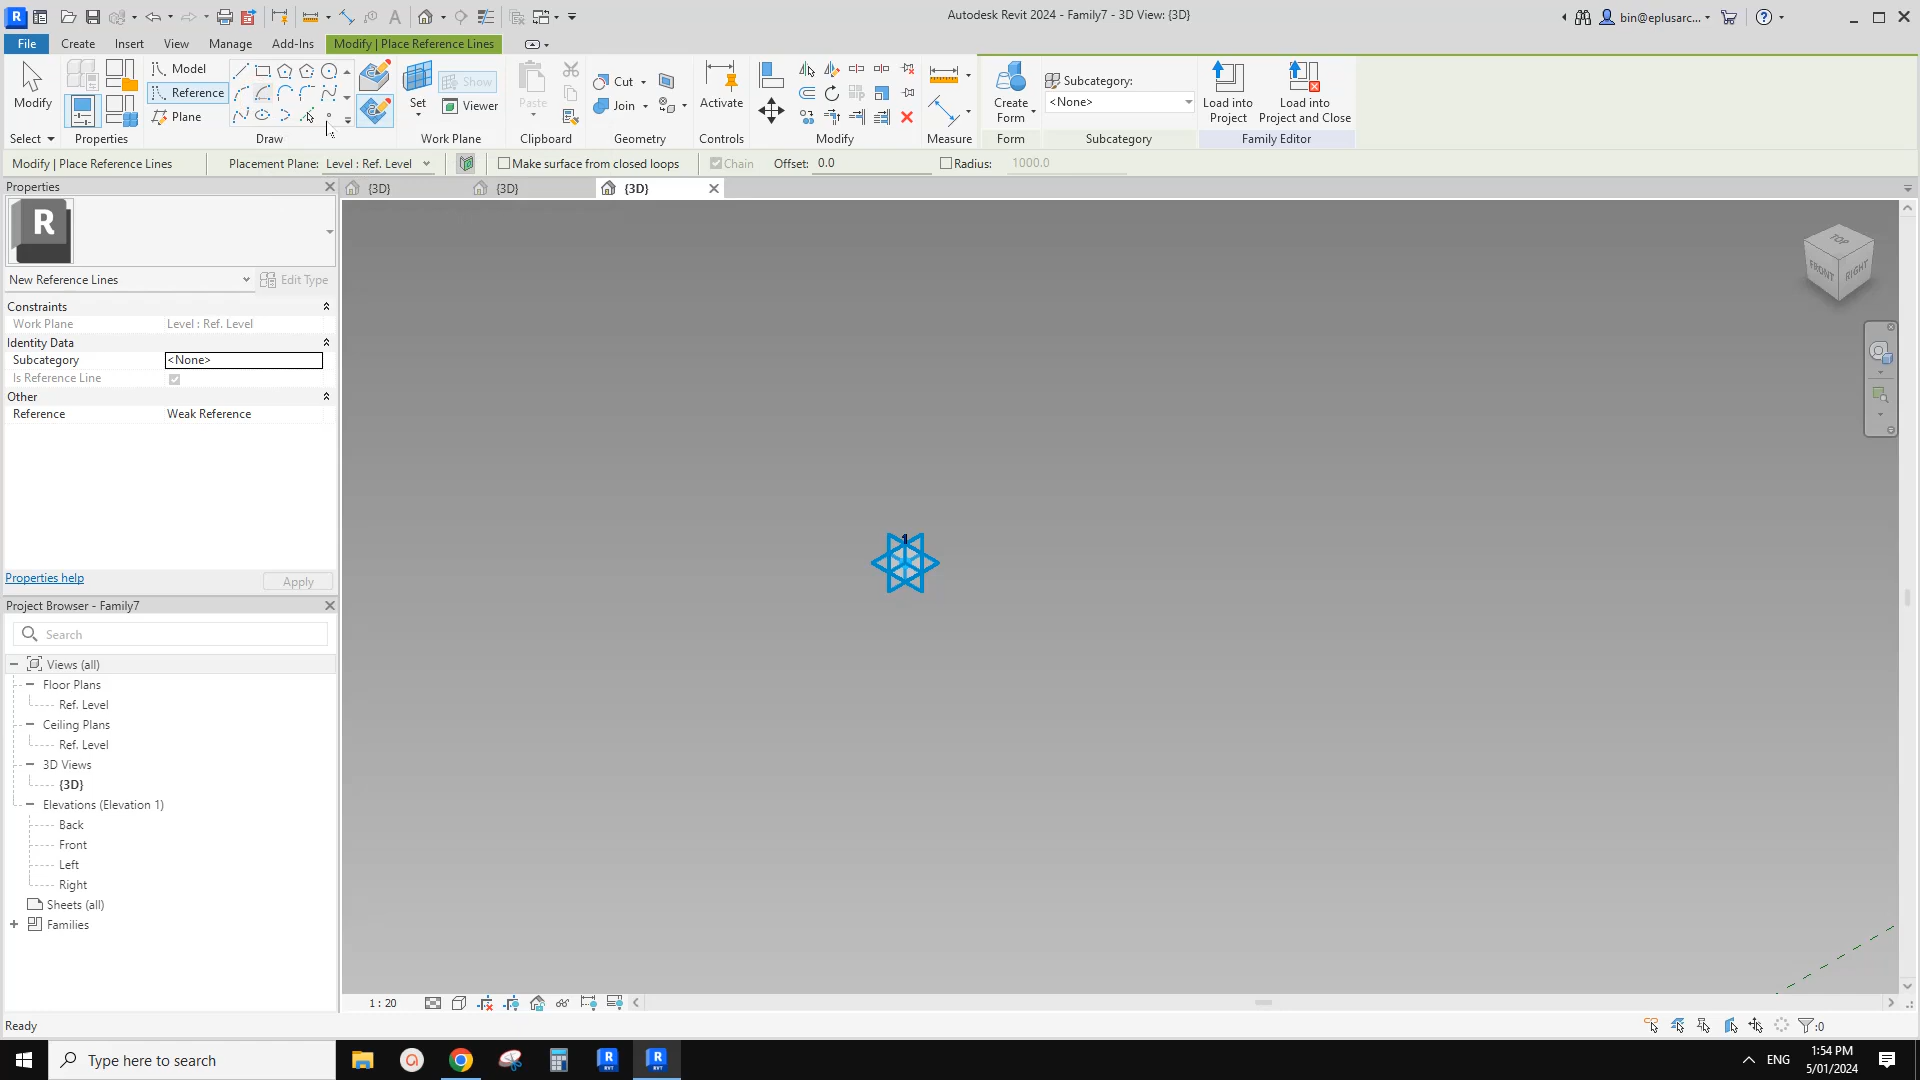 Autodesk Revit 2024 - Family7 - 3D View: {3D}
bin@eplusarc...
File Create Insert View Manage Add-Ins Modify | Place Reference Lines
Modify
Select
Properties
Model
Reference
Plane
Draw
Set
Show
Viewer
Work Plane
Paste
Clipboard
Cut
Join
Geometry
Activate
Controls
Modify
Measure
Create
Form
Form
Subcategory:
<None>
Subcategory
Load into
Project
Load into
Project and Close
Family Editor
Modify | Place Reference Lines
Placement Plane: Level : Ref. Level
Make surface from closed loops
Chain
Offset: 0.0
Radius: 1000.0
Properties
{3D}
{3D}
{3D}
R
New Reference Lines
Edit Type
Constraints
Work Plane Level : Ref. Level
Identity Data
Subcategory <None>
Is Reference Line
Other
Reference Weak Reference
Properties help
Apply
Project Browser - Family7
Search
Views (all)
Floor Plans
Ref. Level
Ceiling Plans
Ref. Level
3D Views
{3D}
Elevations (Elevation 1)
Back
Front
Left
Right
Sheets (all)
Families
1
TOP
FRONT
RIGHT
1 : 20
Ready
:0
Type here to search
ENG
1:54 PM
5/01/2024